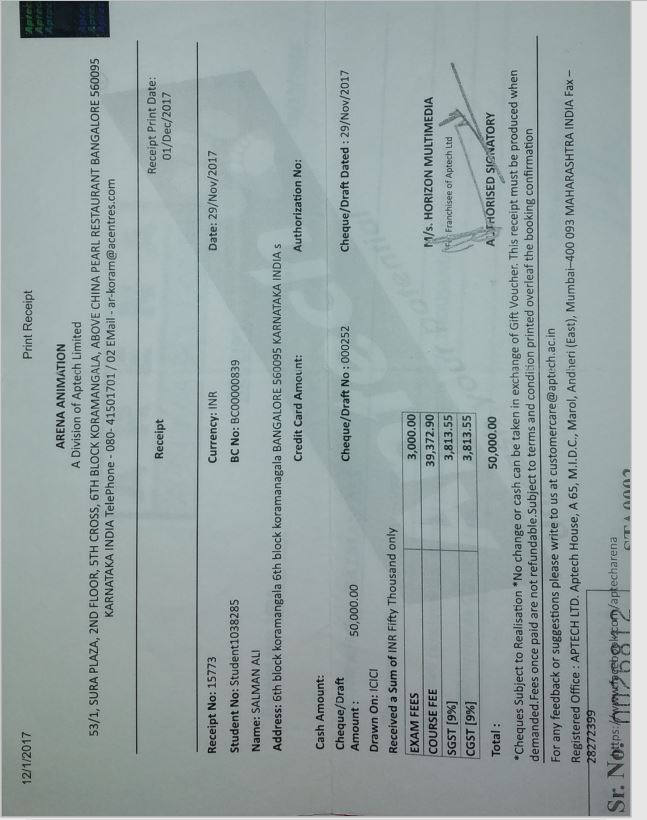 12/1/2017 Print Receipt
ARENA ANIMATION
A Division of Aptech Limited
53/1, SURA PLAZA, 2ND FLOOR, 5TH CROSS, 6TH BLOCK KORAMANGALA, ABOVE CHINA PEARL RESTAURANT BANGALORE 560095
KARNATAKA INDIA TelePhone - 080- 41501701 / 02 EMail - ar-koram@acentres.com
Receipt Receipt Print Date:
01/Dec/2017
Receipt No: 15773 Currency: INR Date: 29/Nov/2017
Student No: Student1038285 BC No: BC00000839
Name: SALMAN ALI
Address: 6th block koramangala 6th block koramanagala BANGALORE 560095 KARNATAKA INDIA s
Cash Amount: Credit Card Amount: Authorization No:
Cheque/Draft
Amount : 50,000.00 Cheque/Draft No : 000252 Cheque/Draft Dated : 29/Nov/2017
Drawn On: ICICI
Received a Sum of INR Fifty Thousand only
EXAM FEES 3,000.00
COURSE FEE 39,372.90
SGST [9%] 3,813.55
CGST [9%] 3,813.55
Total : 50,000.00
M/s. HORIZON MULTIMEDIA
Franchisee of Aptech Ltd
AUTHORISED SIGNATORY
*Cheques Subject to Realisation *No change or cash can be taken in exchange of Gift Voucher. This receipt must be produced when
demanded.Fees once paid are not refundable.Subject to terms and condition printed overleaf the booking confirmation
For any feedback or suggestions please write to us at customercare@aptech.ac.in
Registered Office : APTECH LTD. Aptech House, A 65, M.I.D.C., Marol, Andheri (East), Mumbai–400 093 MAHARASHTRA INDIA Fax –
28272399
Sr. No: